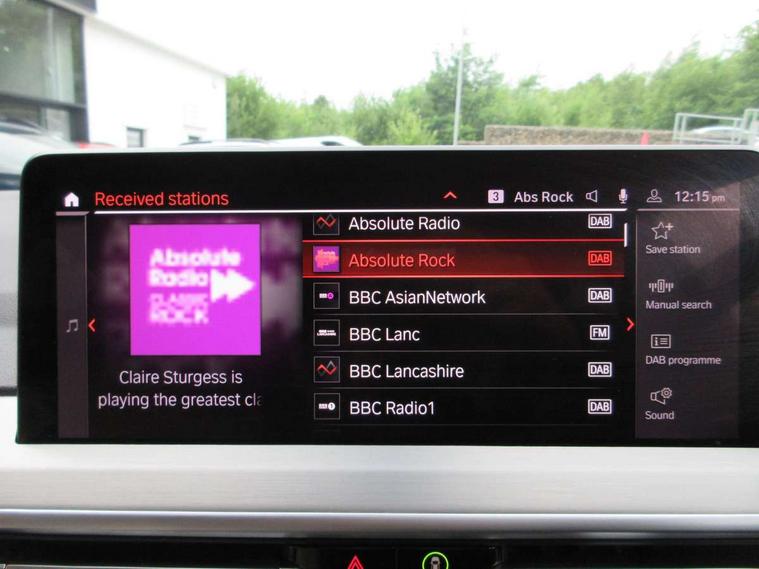 Received stations
3 Abs Rock 12:15 pm
Absolute Radio DAB
Absolute Rock DAB
BBC AsianNetwork DAB
BBC Lanc FM
BBC Lancashire DAB
BBC Radio1 DAB
Absolute
Radio
CLASSIC
ROCK
Claire Sturgess is
playing the greatest cla
Save station
Manual search
DAB programme
Sound